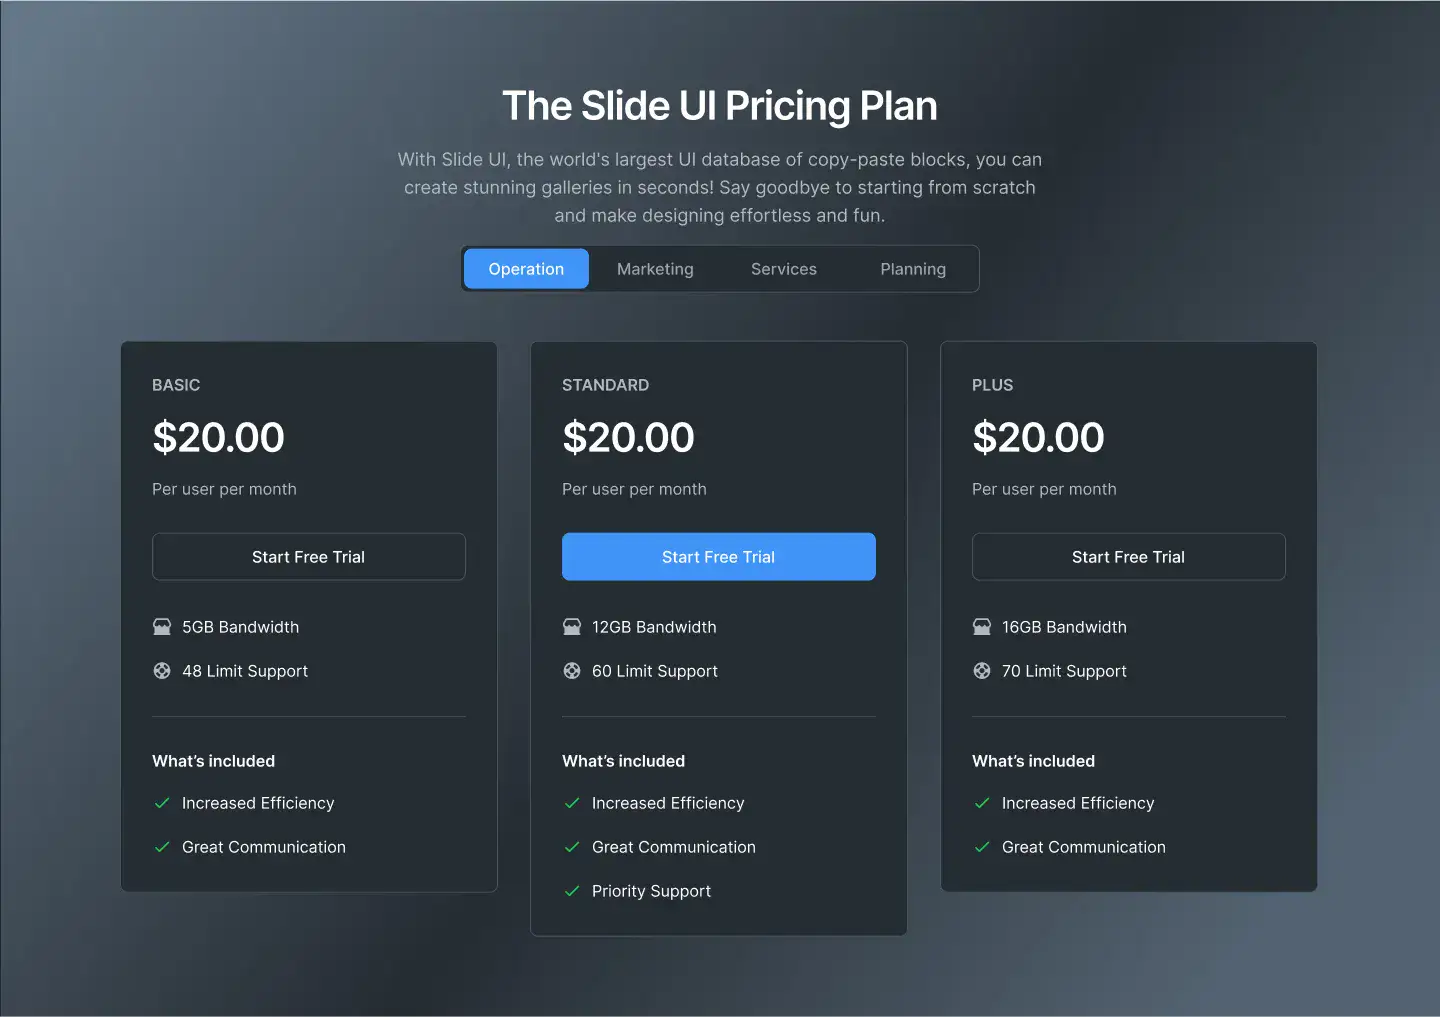 The Slide UI Pricing Plan
With Slide UI, the world's largest UI database of copy-paste blocks, you can
create stunning galleries in seconds! Say goodbye to starting from scratch
and make designing effortless and fun.
Operation
Marketing
Services
Planning
BASIC
$20.00
Per user per month
Start Free Trial
5GB Bandwidth
48 Limit Support
What’s included
Increased Efficiency
Great Communication
STANDARD
$20.00
Per user per month
Start Free Trial
12GB Bandwidth
60 Limit Support
What’s included
Increased Efficiency
Great Communication
Priority Support
PLUS
$20.00
Per user per month
Start Free Trial
16GB Bandwidth
70 Limit Support
What’s included
Increased Efficiency
Great Communication